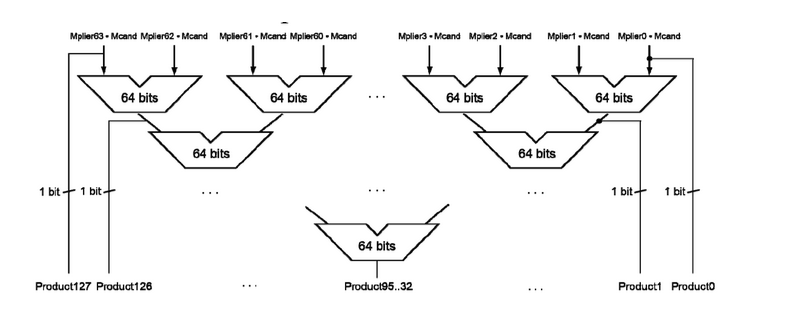 Mplier63 • Mcand Mplier62 • Mcand Mplier61 • Mcand Mplier60 • Mcand Mplier3 • Mcand Mplier2 • Mcand Mplier1 • Mcand Mplier0 • Mcand
64 bits 64 bits . . . 64 bits 64 bits
64 bits 64 bits
1 bit 1 bit . . . . . . . . . 1 bit 1 bit
64 bits
Product127 Product126 . . . Product95..32 . . . Product1 Product0